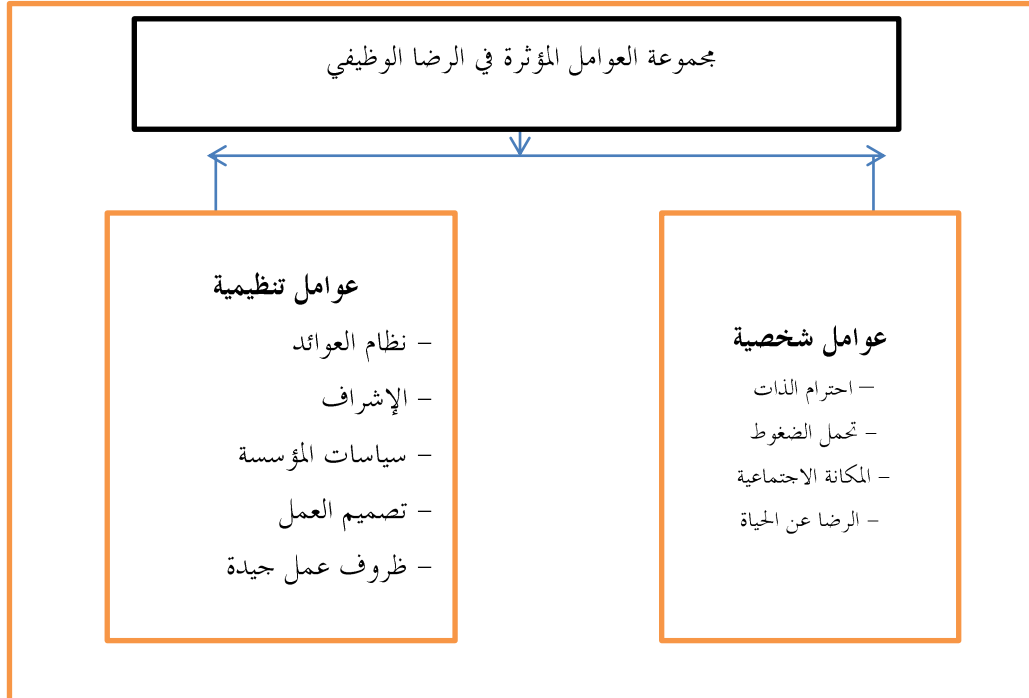 مجموعة العوامل المؤثرة في الرضا الوظيفي
عوامل شخصية
– احترام الذات
– تحمل الضغوط
– المكانة الاجتماعية
– الرضا عن الحياة
عوامل تنظيمية
– نظام العوائد
– الإشراف
– سياسات المؤسسة
– تصميم العمل
– ظروف عمل جيدة